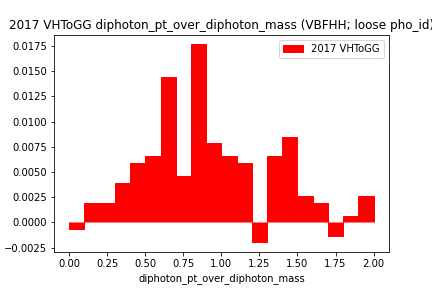 2017 VHToGG diphoton_pt_over_diphoton_mass (VBFHH; loose pho_id)
2017 VHToGG
0.0175
0.0150
0.0125
0.0100
0.0075
0.0050
0.0025
0.0000
−0.0025
0.00 0.25 0.50 0.75 1.00 1.25 1.50 1.75 2.00
diphoton_pt_over_diphoton_mass